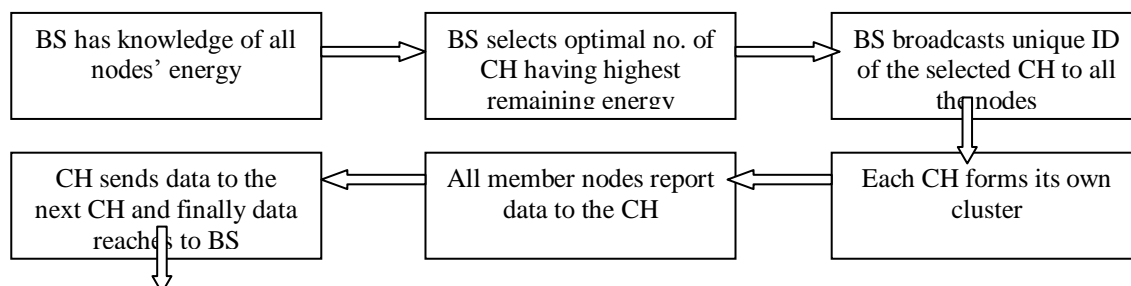 BS has knowledge of all
nodes’ energy
BS selects optimal no. of
CH having highest
remaining energy
BS broadcasts unique ID
of the selected CH to all
the nodes
Each CH forms its own
cluster
All member nodes report
data to the CH
CH sends data to the
next CH and finally data
reaches to BS